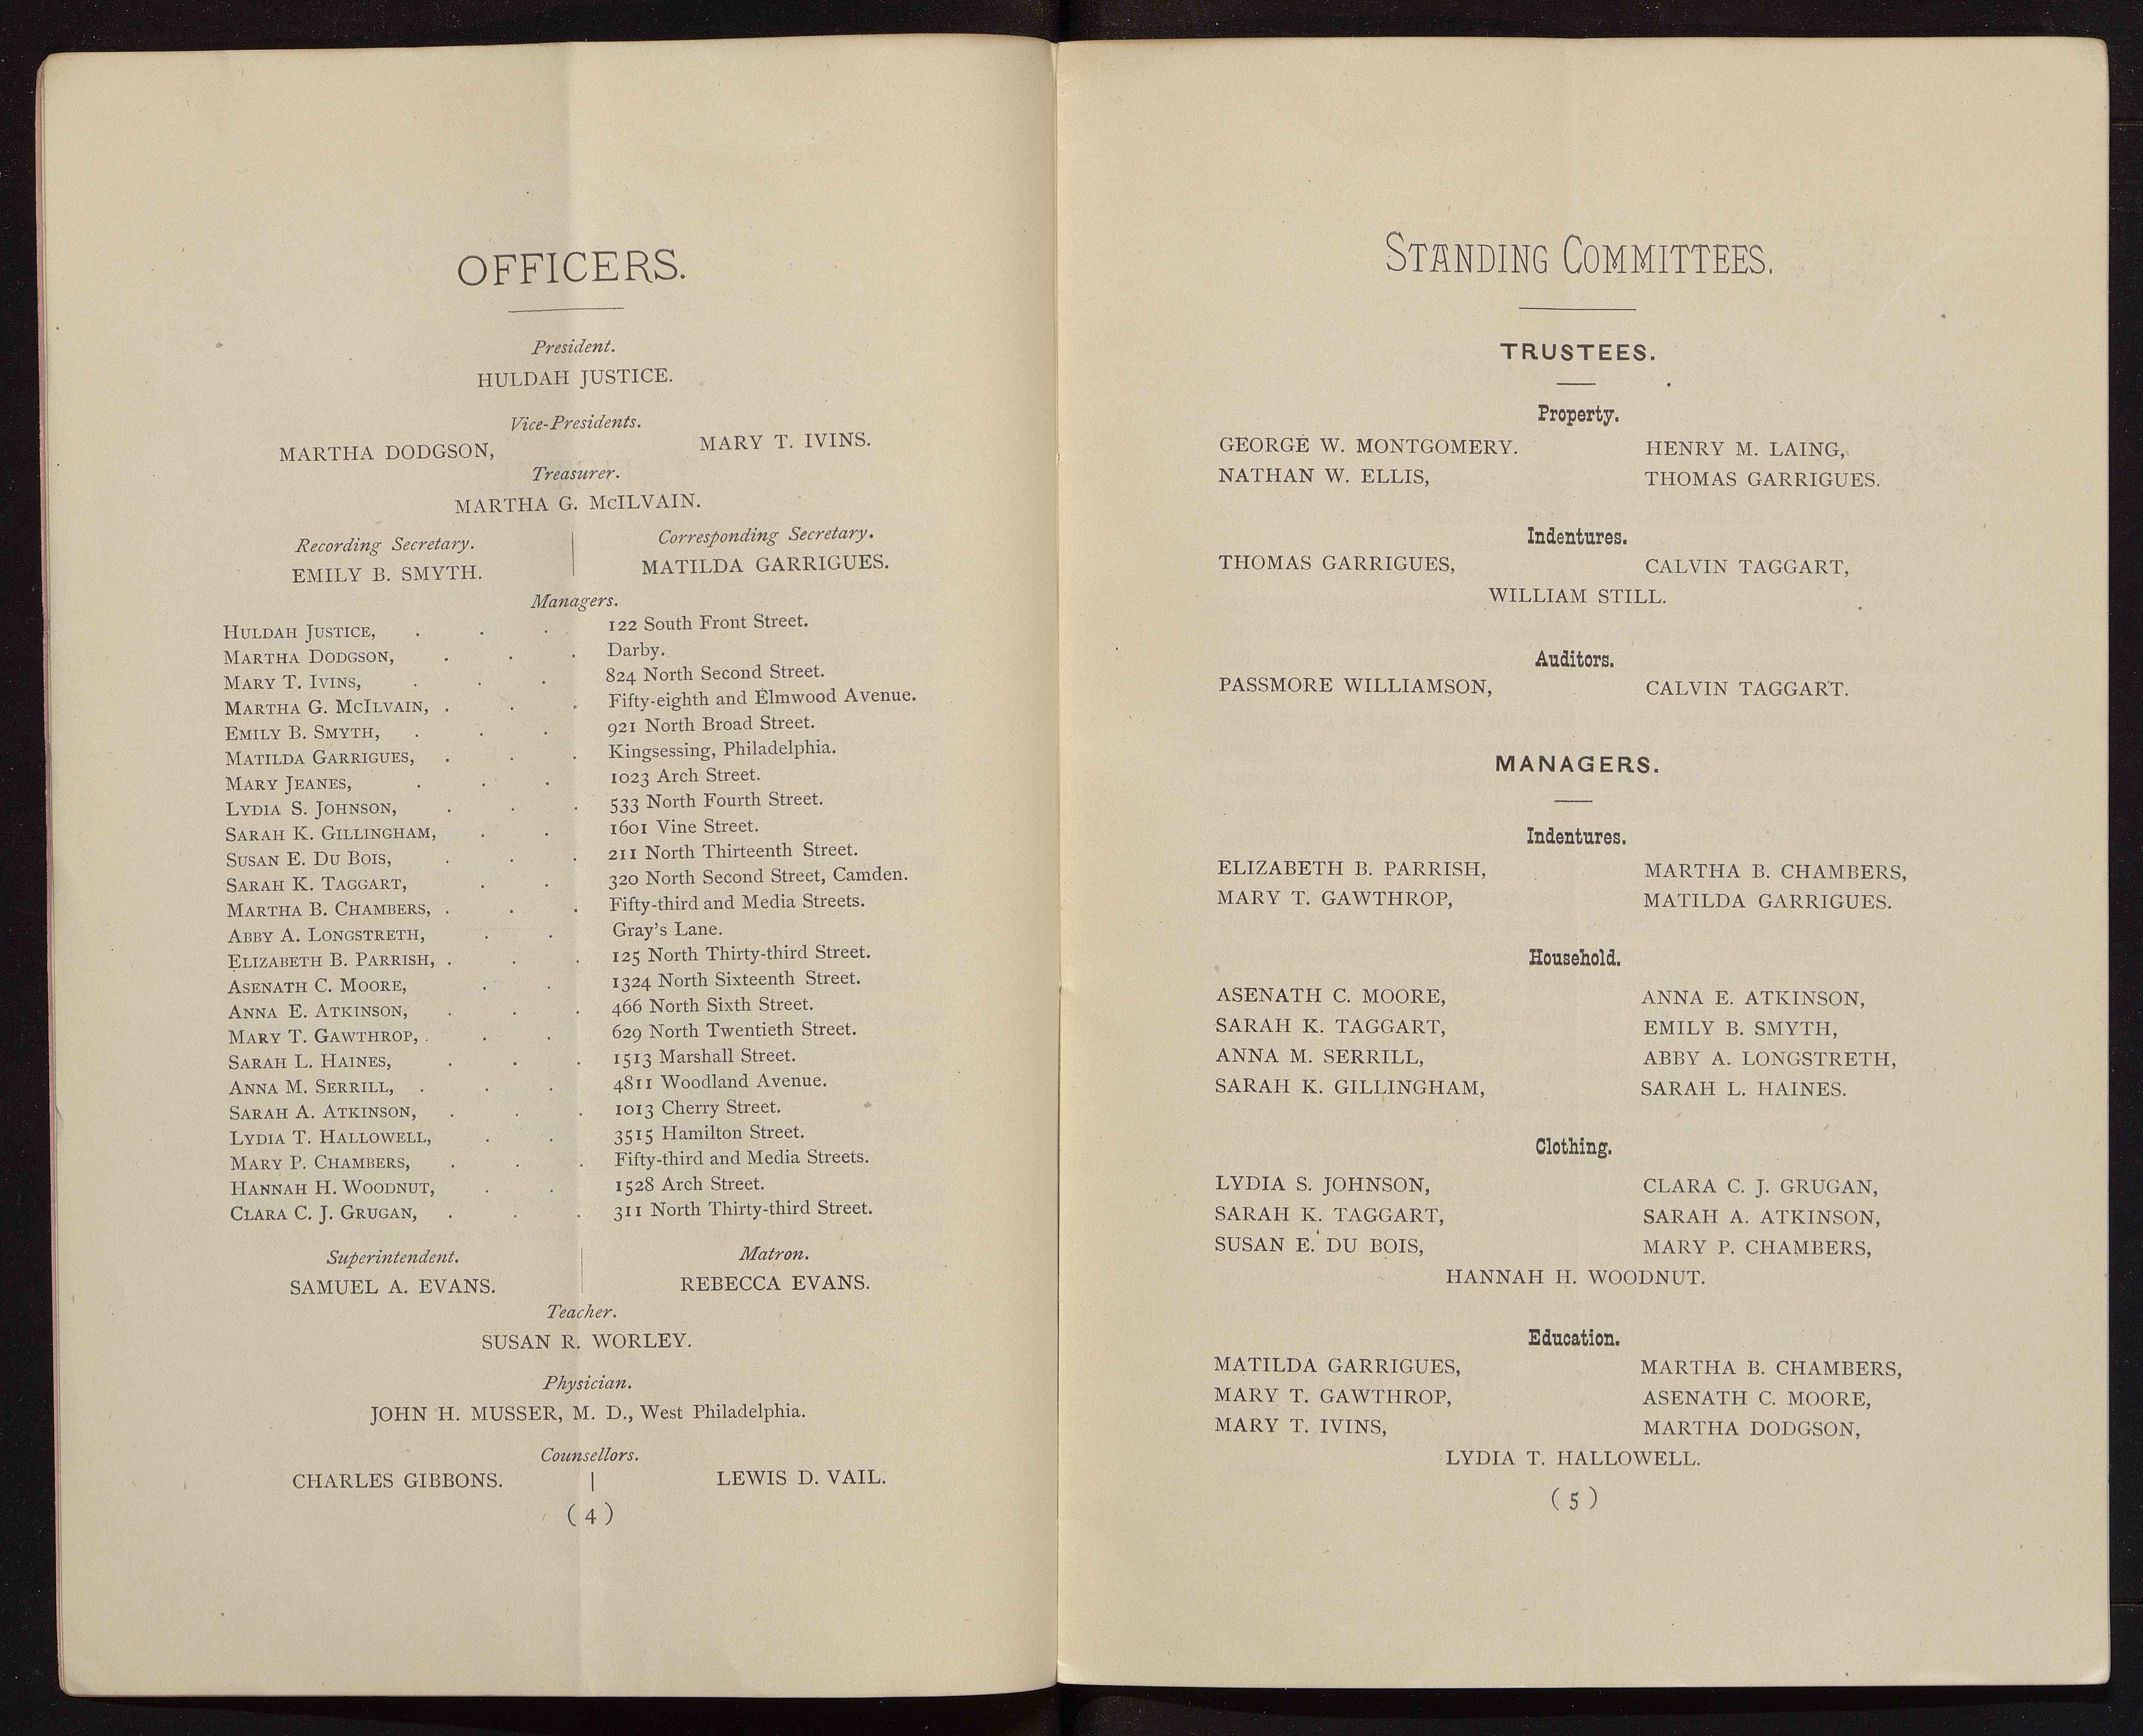 OFFICERS.
President.
HULDAH JUSTICE.
Vice-Presidents.
MARTHA DODGSON, MARY T. IVINS.
Treasurer.
MARTHA G. McILVAIN.
Recording Secretary. Corresponding Secretary.
EMILY B. SMYTH. MATILDA GARRIGUES.
Managers.
HULDAH JUSTICE, . . . 122 South Front Street.
MARTHA DODGSON, . . . Darby.
MARY T. IVINS, . . . 824 North Second Street.
MARTHA G. MCILVAIN, . . . Fifty-eighth and Elmwood Avenue.
EMILY B. SMYTH, . . . 921 North Broad Street.
MATILDA GARRIGUES, . . . Kingsessing, Philadelphia.
MARY JEANES, . . . 1023 Arch Street.
LYDIA S. JOHNSON, . . . 533 North Fourth Street.
SARAH K. GILLINGHAM, . . 1601 Vine Street.
SUSAN E. DU BOIS, . . . 211 North Thirteenth Street.
SARAH K. TAGGART, . . 320 North Second Street, Camden.
MARTHA B. CHAMBERS, . . . Fifty-third and Media Streets.
ABBY A. LONGSTRETH, . . Gray's Lane.
ELIZABETH B. PARRISH, . . . 125 North Thirty-third Street.
ASENATH C. MOORE, . . 1324 North Sixteenth Street.
ANNA E. ATKINSON, . . . 466 North Sixth Street.
MARY T. GAWTHROP, . . . 629 North Twentieth Street.
SARAH L. HAINES, . . . 1513 Marshall Street.
ANNA M. SERRILL, . . . 4811 Woodland Avenue.
SARAH A. ATKINSON, . . . 1013 Cherry Street.
LYDIA T. HALLOWELL, . . 3515 Hamilton Street.
MARY P. CHAMBERS, . . . Fifty-third and Media Streets.
HANNAH H. WOODNUT, . . 1528 Arch Street.
CLARA C. J. GRUGAN, . . . 311 North Thirty-third Street.
Superintendent. Matron.
SAMUEL A. EVANS. REBECCA EVANS.
Teacher.
SUSAN R. WORLEY.
Physician.
JOHN H. MUSSER, M. D., West Philadelphia.
Counsellors.
CHARLES GIBBONS. LEWIS D. VAIL.
( 4 )
STANDING COMMITTEES.
TRUSTEES.
Property.
GEORGE W. MONTGOMERY. HENRY M. LAING,
NATHAN W. ELLIS, THOMAS GARRIGUES.
Indentures.
THOMAS GARRIGUES, CALVIN TAGGART,
WILLIAM STILL.
Auditors.
PASSMORE WILLIAMSON, CALVIN TAGGART.
MANAGERS.
Indentures.
ELIZABETH B. PARRISH, MARTHA B. CHAMBERS,
MARY T. GAWTHROP, MATILDA GARRIGUES.
Household.
ASENATH C. MOORE, ANNA E. ATKINSON,
SARAH K. TAGGART, EMILY B. SMYTH,
ANNA M. SERRILL, ABBY A. LONGSTRETH,
SARAH K. GILLINGHAM, SARAH L. HAINES.
Clothing.
LYDIA S. JOHNSON, CLARA C. J. GRUGAN,
SARAH K. TAGGART, SARAH A. ATKINSON,
SUSAN E. DU BOIS, MARY P. CHAMBERS,
HANNAH H. WOODNUT.
Education.
MATILDA GARRIGUES, MARTHA B. CHAMBERS,
MARY T. GAWTHROP, ASENATH C. MOORE,
MARY T. IVINS, MARTHA DODGSON,
LYDIA T. HALLOWELL.
( 5 )